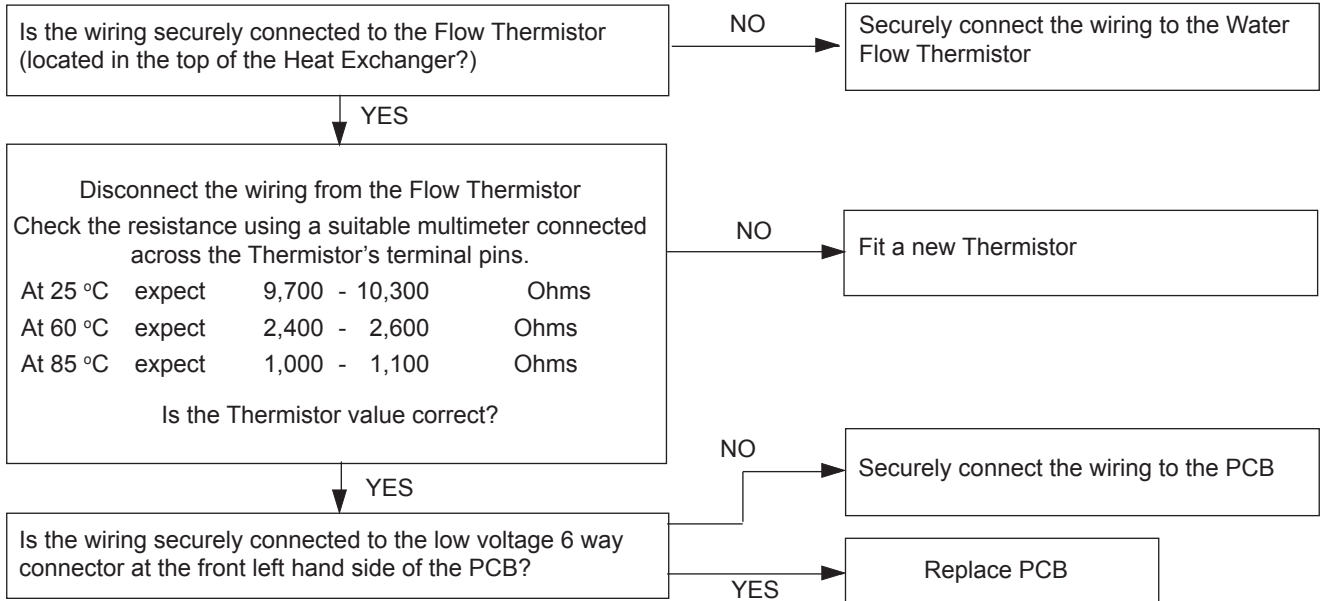 Is the wiring securely connected to the Flow Thermistor
(located in the top of the Heat Exchanger?)
NO
Securely connect the wiring to the Water
Flow Thermistor
YES
Disconnect the wiring from the Flow Thermistor
Check the resistance using a suitable multimeter connected
across the Thermistor's terminal pins.
At 25 °C expect 9,700 - 10,300 Ohms
At 60 °C expect 2,400 - 2,600 Ohms
At 85 °C expect 1,000 - 1,100 Ohms
Is the Thermistor value correct?
NO
Fit a new Thermistor
YES
Is the wiring securely connected to the low voltage 6 way
connector at the front left hand side of the PCB?
NO
Securely connect the wiring to the PCB
YES
Replace PCB